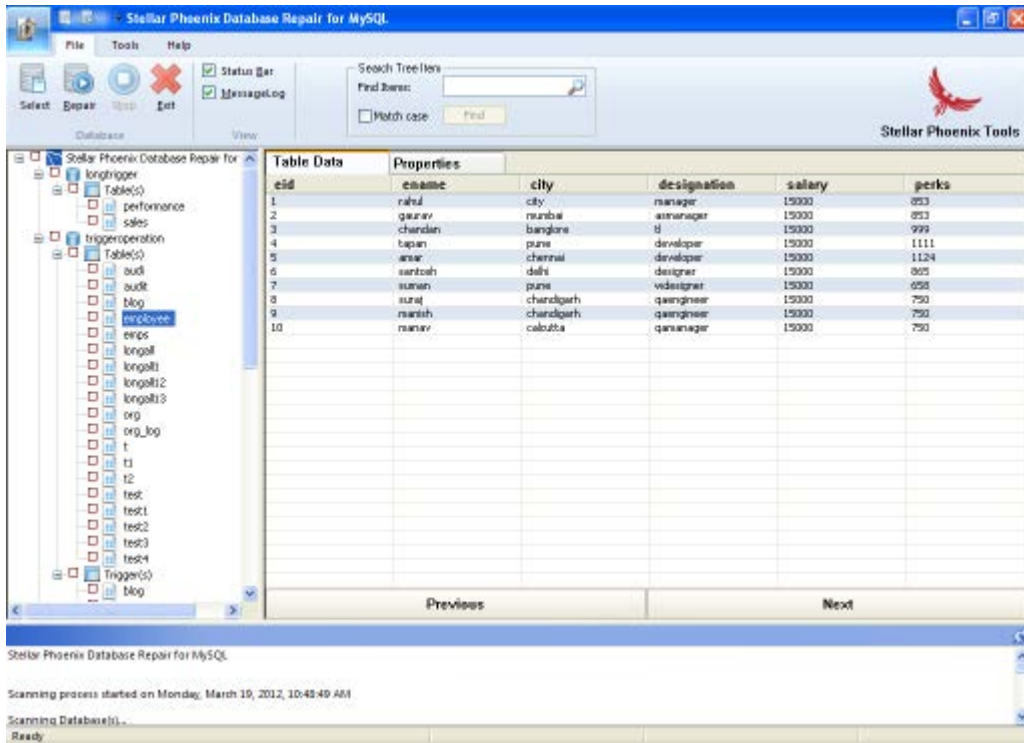 Stellar Phoenix Database Repair for MySQL
File Tools Help
Status Bar
MessageLog
Select Repair Stop Exit
Database
View
Search Tree Item
Find Items:
Match case Find
Stellar Phoenix Tools
Stellar Phoenix Database Repair for
longtrigger
Table(s)
performance
sales
triggeroperation
Table(s)
audi
audit
blog
employee
emps
longall
longall1
longall12
longall13
org
org_log
t
t1
t2
test
test1
test2
test3
test4
Trigger(s)
blog
Table Data Properties
eid ename city designation salary perks
1 rahul city manager 15000 853
2 gaurav mumbai asmanager 15000 853
3 chandan banglore tl 15000 999
4 tapan pune developer 15000 1111
5 amar chennai developer 15000 1124
6 santosh delhi designer 15000 865
7 suman pune videsigner 15000 658
8 suraj chandigarh qaengineer 15000 750
9 manish chandigarh qaengineer 15000 750
10 manav calcutta qamanager 15000 750
Previous Next
Stellar Phoenix Database Repair for MySQL
Scanning process started on Monday, March 19, 2012, 10:48:49 AM
Scanning Database(s)...
Ready